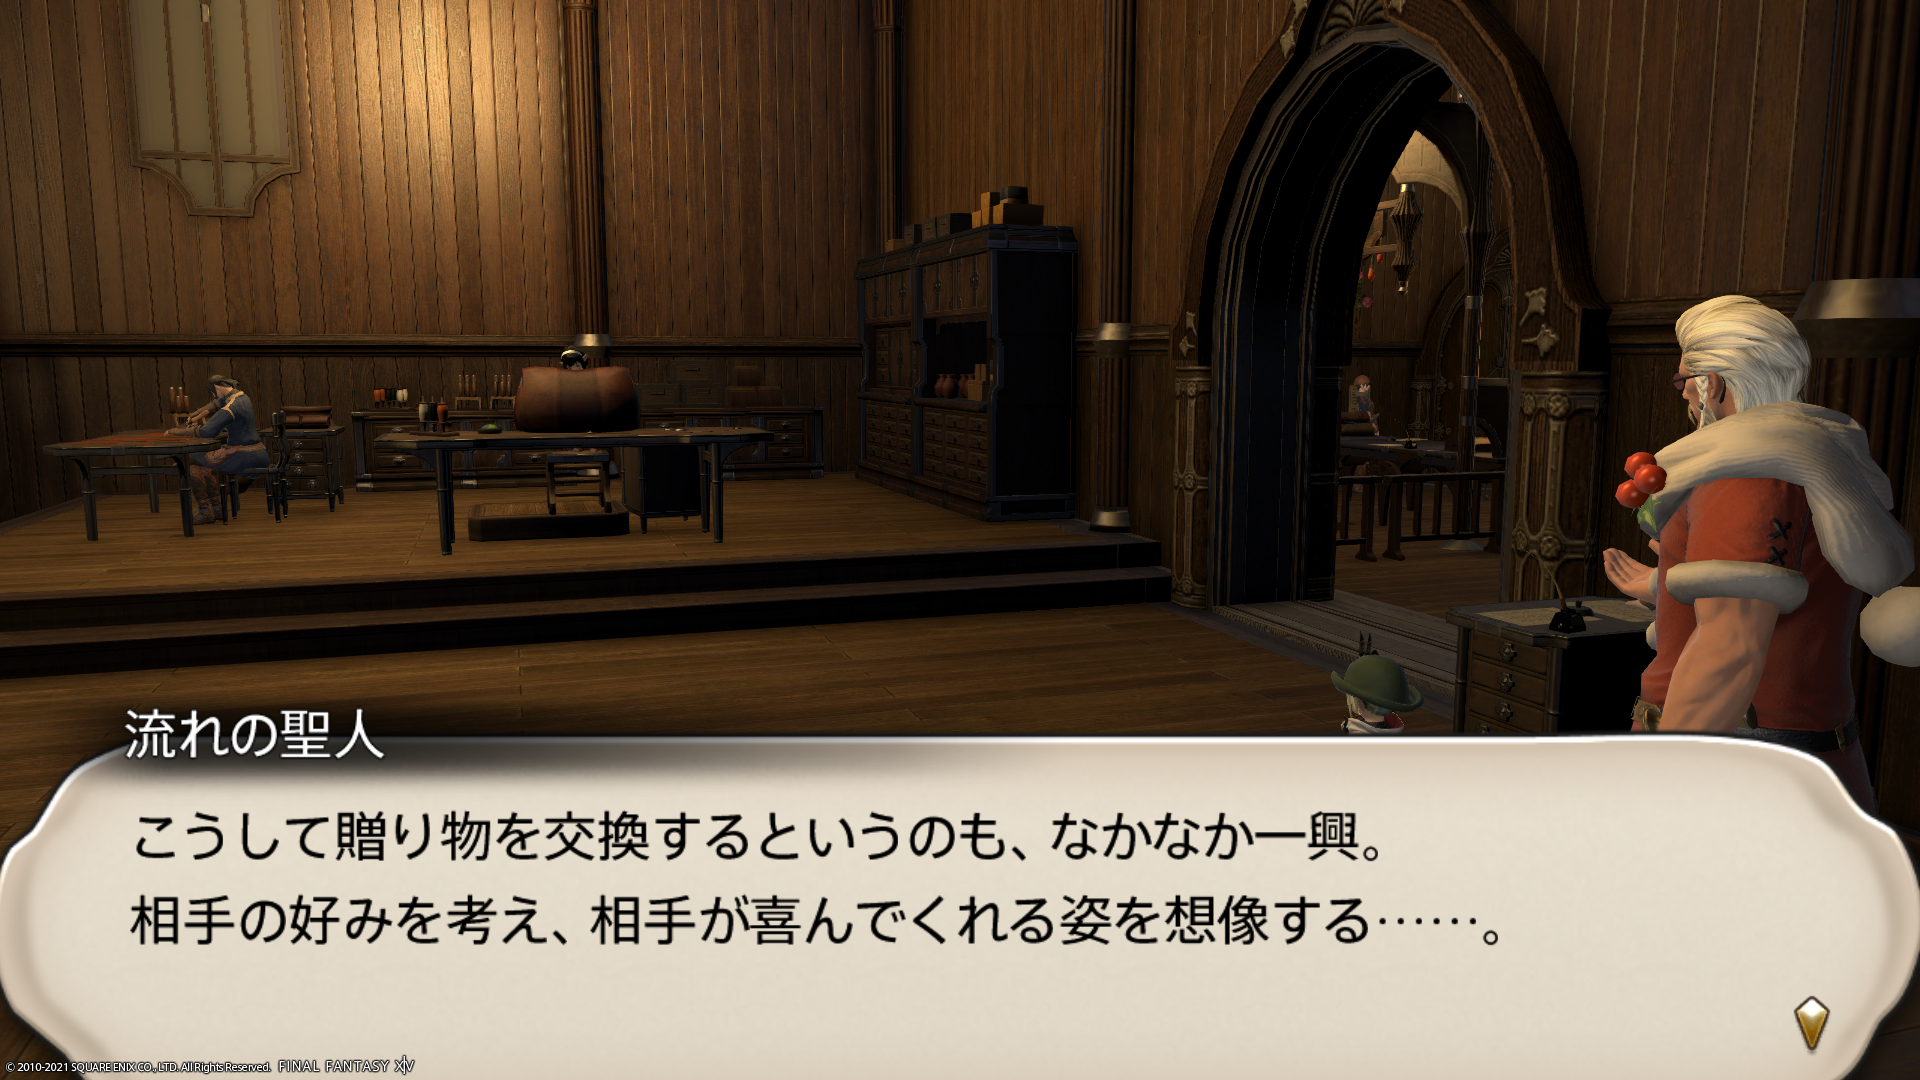 流れの聖人
こうして贈り物を交換するというのも、なかなか一興。
相手の好みを考え、相手が喜んでくれる姿を想像する……。
© 2010-2021 SQUARE ENIX CO., LTD. All Rights Reserved. FINAL FANTASY XIV